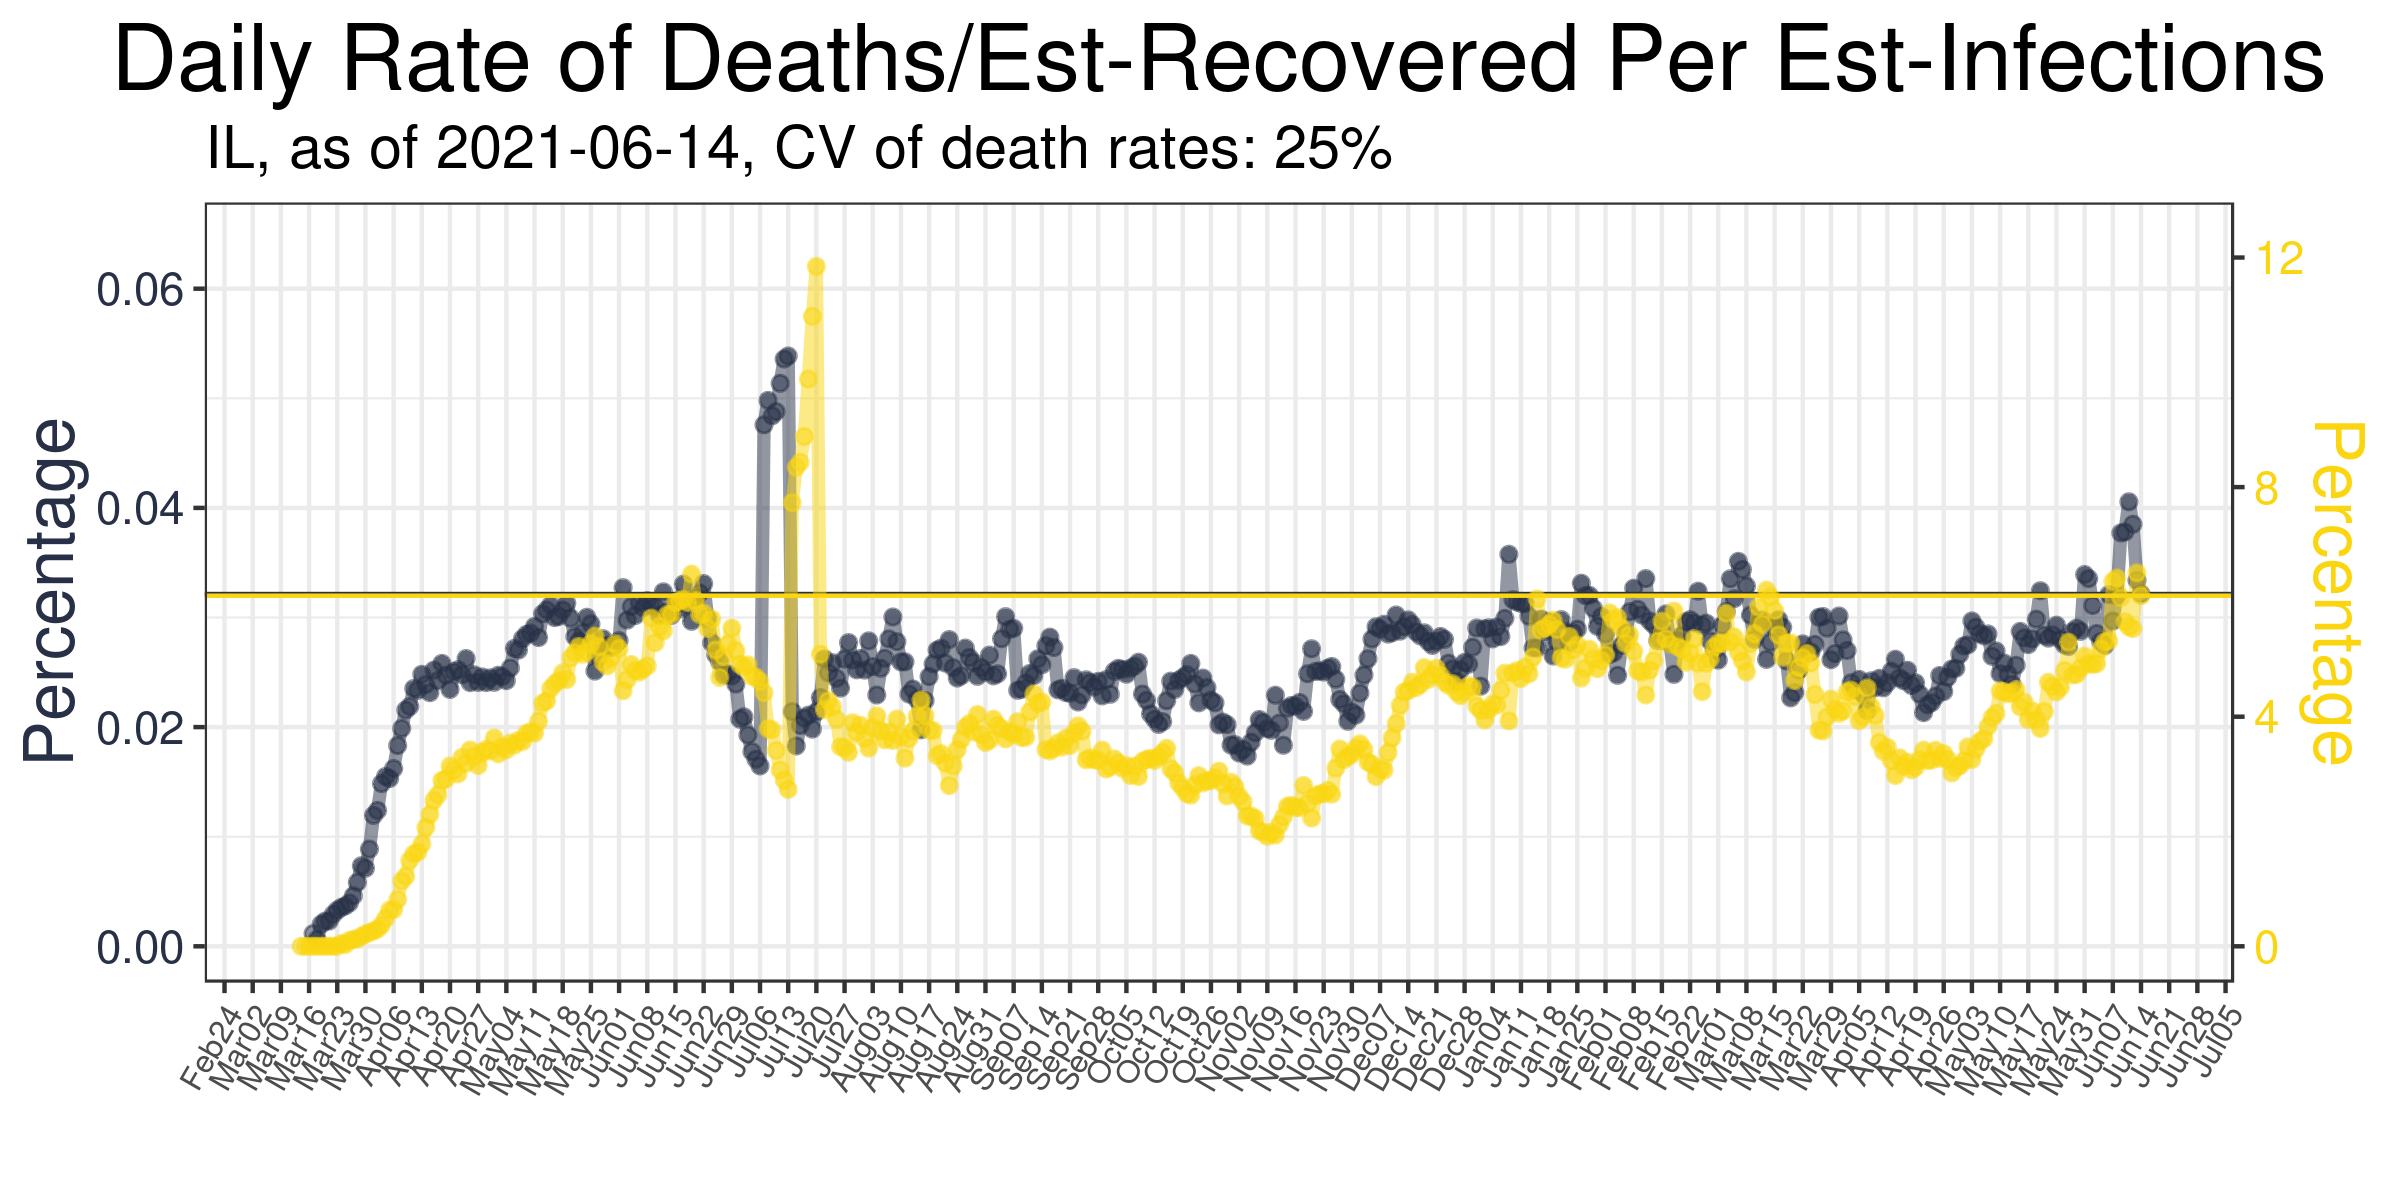 Daily Rate of Deaths/Est-Recovered Per Est-Infections
IL, as of 2021-06-14, CV of death rates: 25%
Percentage
0.06
0.04
0.02
0.00
12
8
4
0
Percentage
Feb24
Mar02
Mar09
Mar16
Mar23
Mar30
Apr06
Apr13
Apr20
Apr27
May04
May11
May18
May25
Jun01
Jun08
Jun15
Jun22
Jun29
Jul06
Jul13
Jul20
Jul27
Aug03
Aug10
Aug17
Aug24
Aug31
Sep07
Sep14
Sep21
Sep28
Oct05
Oct12
Oct19
Oct26
Nov02
Nov09
Nov16
Nov23
Nov30
Dec07
Dec14
Dec21
Dec28
Jan04
Jan11
Jan18
Jan25
Feb01
Feb08
Feb15
Feb22
Mar01
Mar08
Mar15
Mar22
Mar29
Apr05
Apr12
Apr19
Apr26
May03
May10
May17
May24
May31
Jun07
Jun14
Jun21
Jun28
Jul05